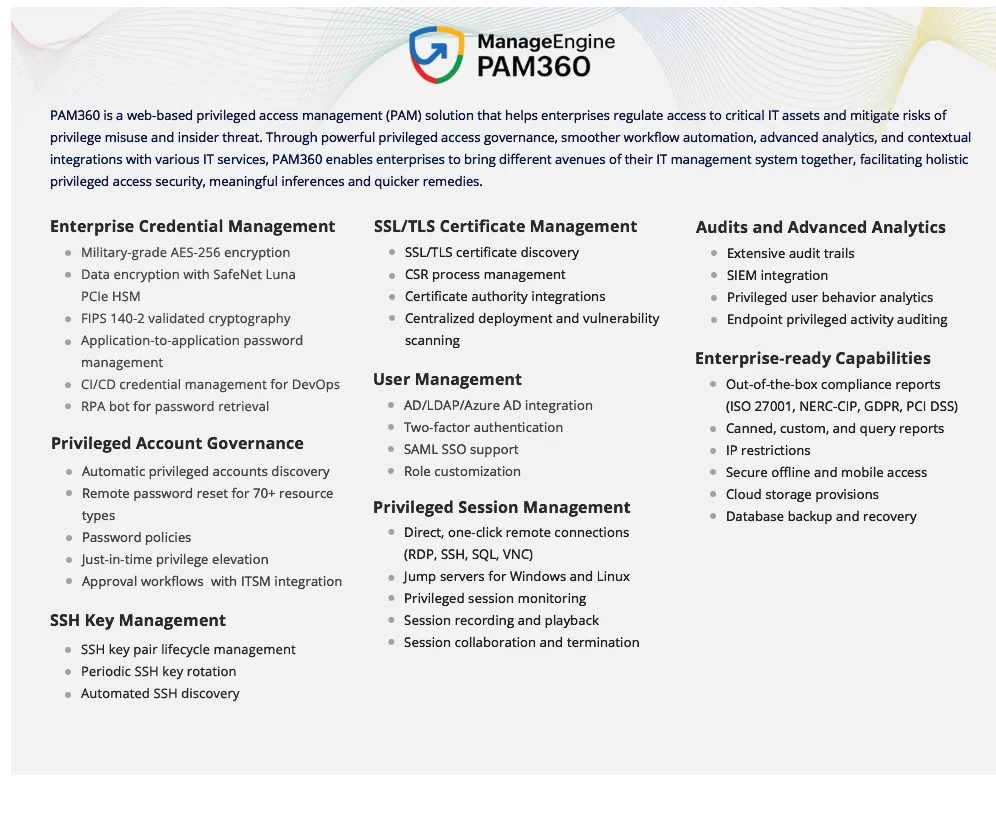 ManageEngine
PAM360
PAM360 is a web-based privileged access management (PAM) solution that helps enterprises regulate access to critical IT assets and mitigate risks of
privilege misuse and insider threat. Through powerful privileged access governance, smoother workflow automation, advanced analytics, and contextual
integrations with various IT services, PAM360 enables enterprises to bring different avenues of their IT management system together, facilitating holistic
privileged access security, meaningful inferences and quicker remedies.
Enterprise Credential Management
Military-grade AES-256 encryption
Data encryption with SafeNet Luna
PCIe HSM
FIPS 140-2 validated cryptography
Application-to-application password
management
CI/CD credential management for DevOps
RPA bot for password retrieval
Privileged Account Governance
Automatic privileged accounts discovery
Remote password reset for 70+ resource
types
Password policies
Just-in-time privilege elevation
Approval workflows  with ITSM integration
SSH Key Management
SSH key pair lifecycle management
Periodic SSH key rotation
Automated SSH discovery
SSL/TLS Certificate Management
SSL/TLS certificate discovery
CSR process management
Certificate authority integrations
Centralized deployment and vulnerability
scanning
User Management
AD/LDAP/Azure AD integration
Two-factor authentication
SAML SSO support
Role customization
Privileged Session Management
Direct, one-click remote connections
(RDP, SSH, SQL, VNC)
Jump servers for Windows and Linux
Privileged session monitoring
Session recording and playback
Session collaboration and termination
Audits and Advanced Analytics
Extensive audit trails
SIEM integration
Privileged user behavior analytics
Endpoint privileged activity auditing
Enterprise-ready Capabilities
Out-of-the-box compliance reports
(ISO 27001, NERC-CIP, GDPR, PCI DSS)
Canned, custom, and query reports
IP restrictions
Secure offline and mobile access
Cloud storage provisions
Database backup and recovery